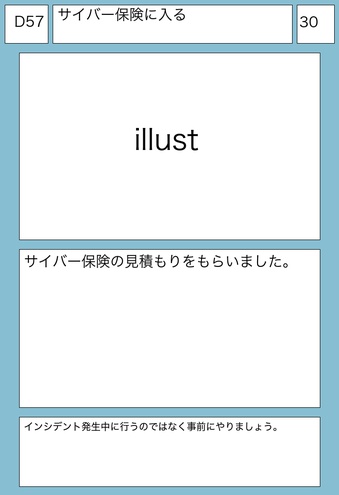 D57
サイバー保険に入る
30
illust
サイバー保険の見積もりをもらいました。
インシデント発生中に行うのではなく事前にやりましょう。